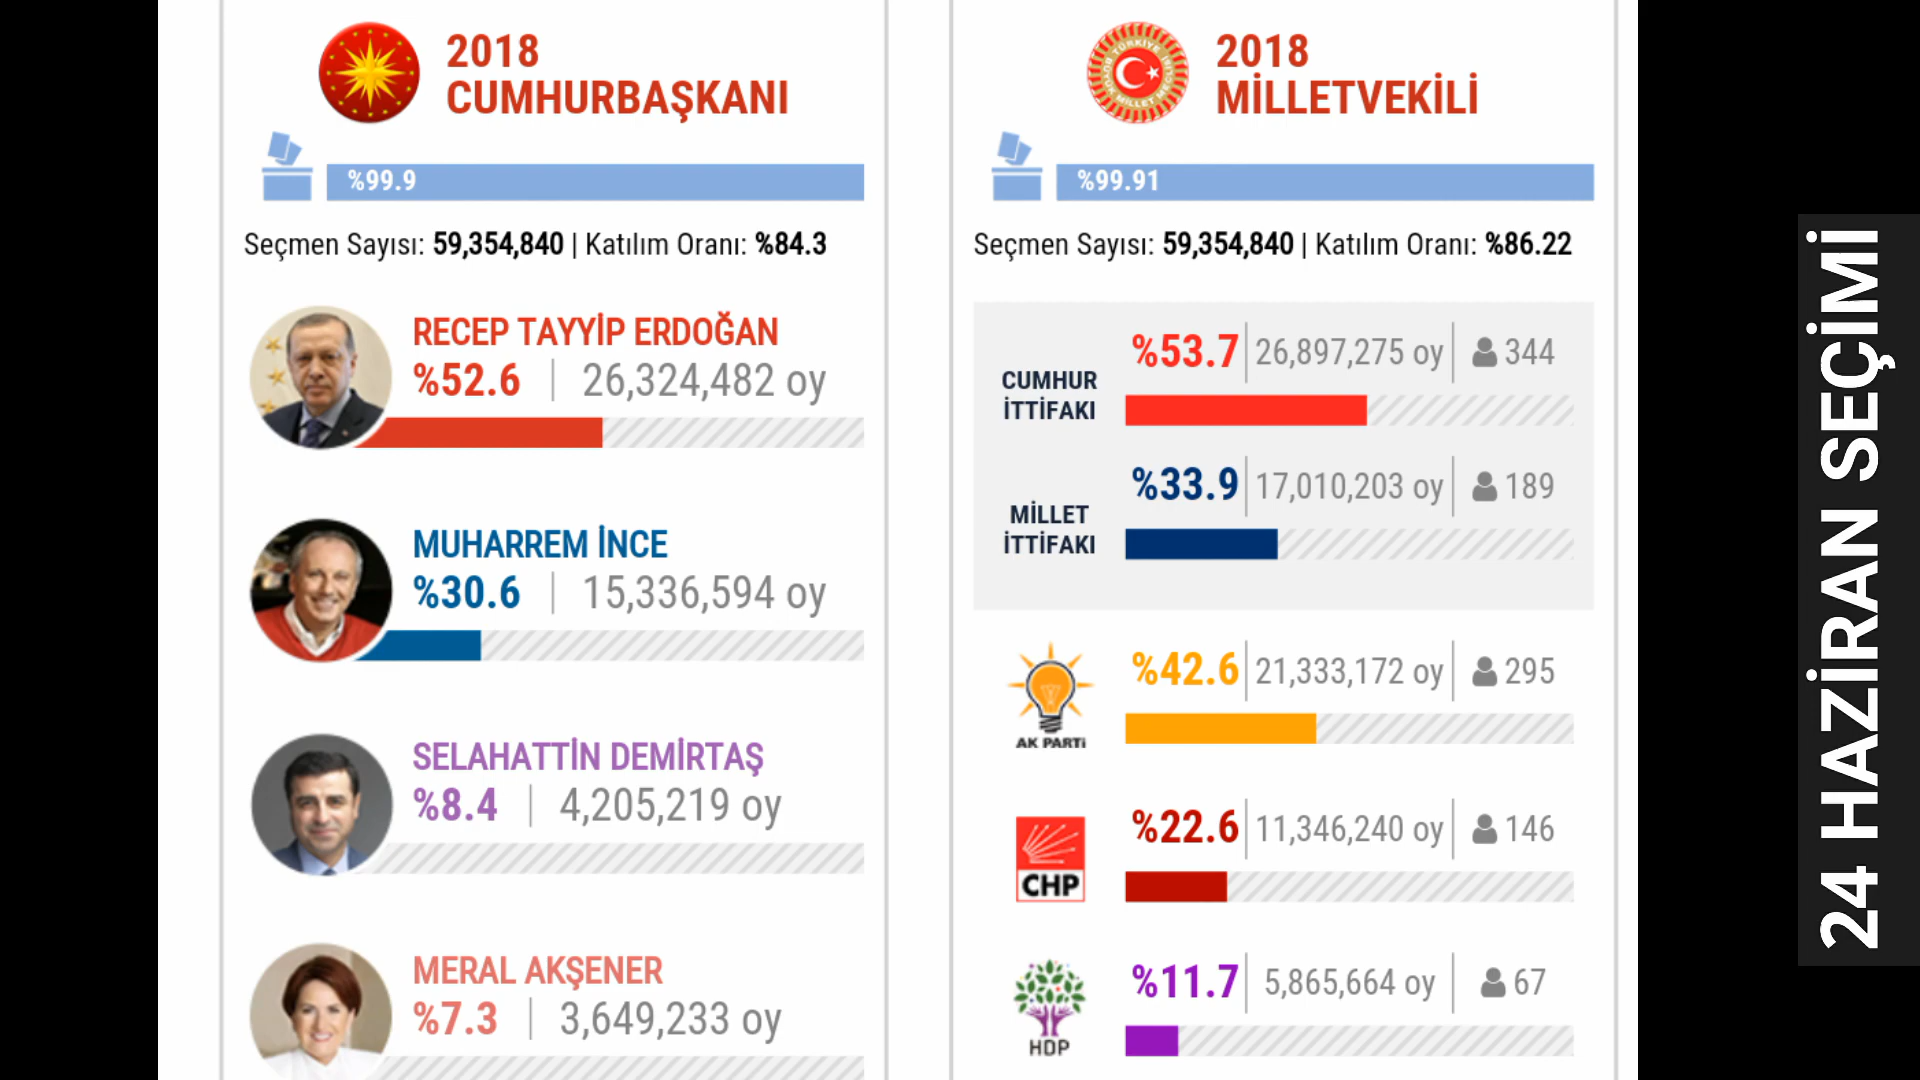 2018
CUMHURBAŞKANI
%99.9
Seçmen Sayısı: 59,354,840 | Katılım Oranı: %84.3
RECEP TAYYİP ERDOĞAN
%52.6 | 26,324,482 oy
MUHARREM İNCE
%30.6 | 15,336,594 oy
SELAHATTİN DEMİRTAŞ
%8.4 | 4,205,219 oy
MERAL AKŞENER
%7.3 | 3,649,233 oy
2018
MİLLETVEKİLİ
%99.91
Seçmen Sayısı: 59,354,840 | Katılım Oranı: %86.22
CUMHUR
İTTİFAKI
%53.7 | 26,897,275 oy | 344
MİLLET
İTTİFAKI
%33.9 | 17,010,203 oy | 189
AK PARTİ
%42.6 | 21,333,172 oy | 295
CHP
%22.6 | 11,346,240 oy | 146
HDP
%11.7 | 5,865,664 oy | 67
24 HAZİRAN SEÇİMİ